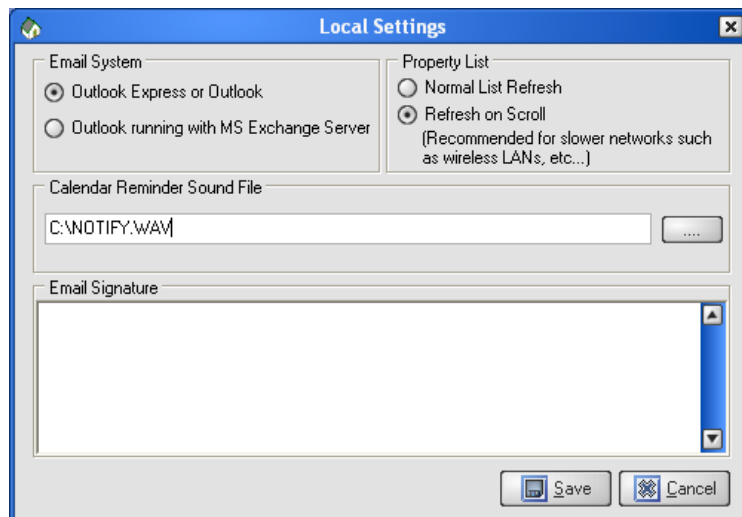 Local Settings
Email System
Outlook Express or Outlook
Outlook running with MS Exchange Server
Property List
Normal List Refresh
Refresh on Scroll
(Recommended for slower networks such
as wireless LANs, etc...)
Calendar Reminder Sound File
C:\NOTIFY.WAV
....
Email Signature
Save
Cancel